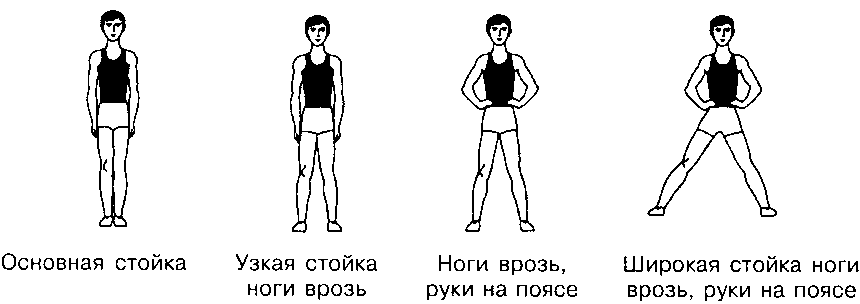 Основная стойка
Узкая стойка
ноги врозь
Ноги врозь,
руки на поясе
Широкая стойка ноги
врозь, руки на поясе